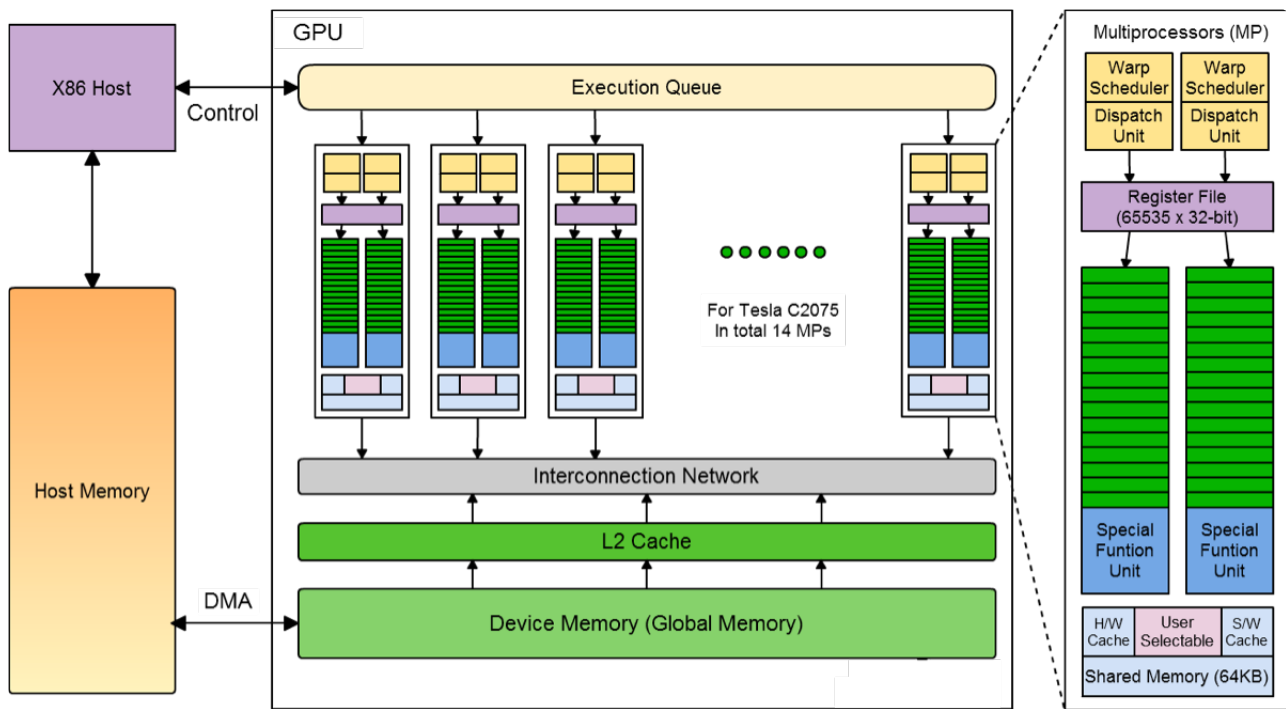 GPU
X86 Host
Control
Execution Queue
For Tesla C2075
In total 14 MPs
Interconnection Network
L2 Cache
Device Memory (Global Memory)
Host Memory
DMA
Multiprocessors (MP)
Warp
Scheduler
Dispatch
Unit
Warp
Scheduler
Dispatch
Unit
Register File
(65535 x 32-bit)
Special
Funtion
Unit
Special
Funtion
Unit
H/W
Cache
User
Selectable
S/W
Cache
Shared Memory (64KB)